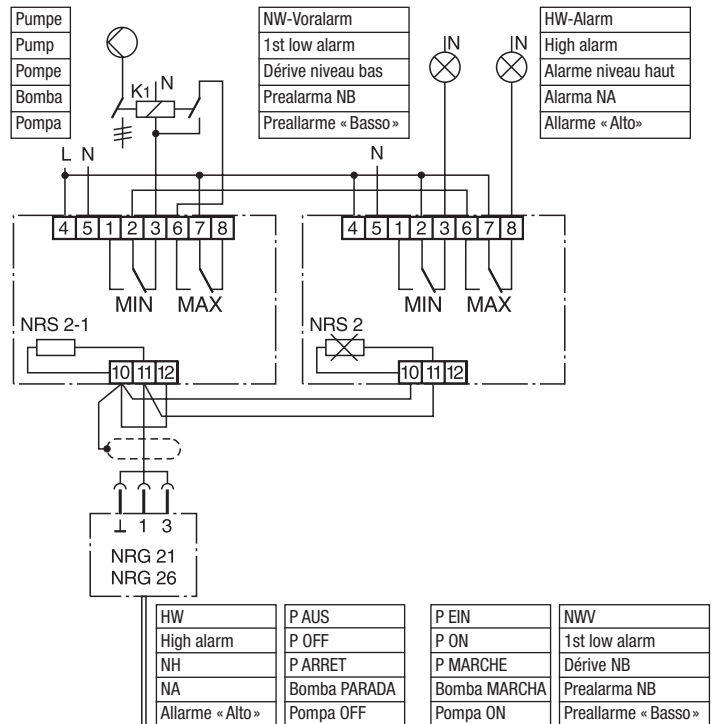 Pumpe
Pump
Pompe
Bomba
Pompa
NW-Voralarm
1st low alarm
Dérive niveau bas
Prealarma NB
Preallarme «Basso»
HW-Alarm
High alarm
Alarme niveau haut
Alarma NA
Allarme «Alto»
K1 N
N
N
L N
N
4 5 1 2 3 6 7 8
4 5 1 2 3 6 7 8
MIN MAX
MIN MAX
NRS 2-1
NRS 2
10 11 12
10 11 12
1 3
NRG 21
NRG 26
HW
High alarm
NH
NA
Allarme «Alto»
P AUS
P OFF
P ARRET
Bomba PARADA
Pompa OFF
P EIN
P ON
P MARCHE
Bomba MARCHA
Pompa ON
NWV
1st low alarm
Dérive NB
Prealarma NB
Preallarme «Basso»